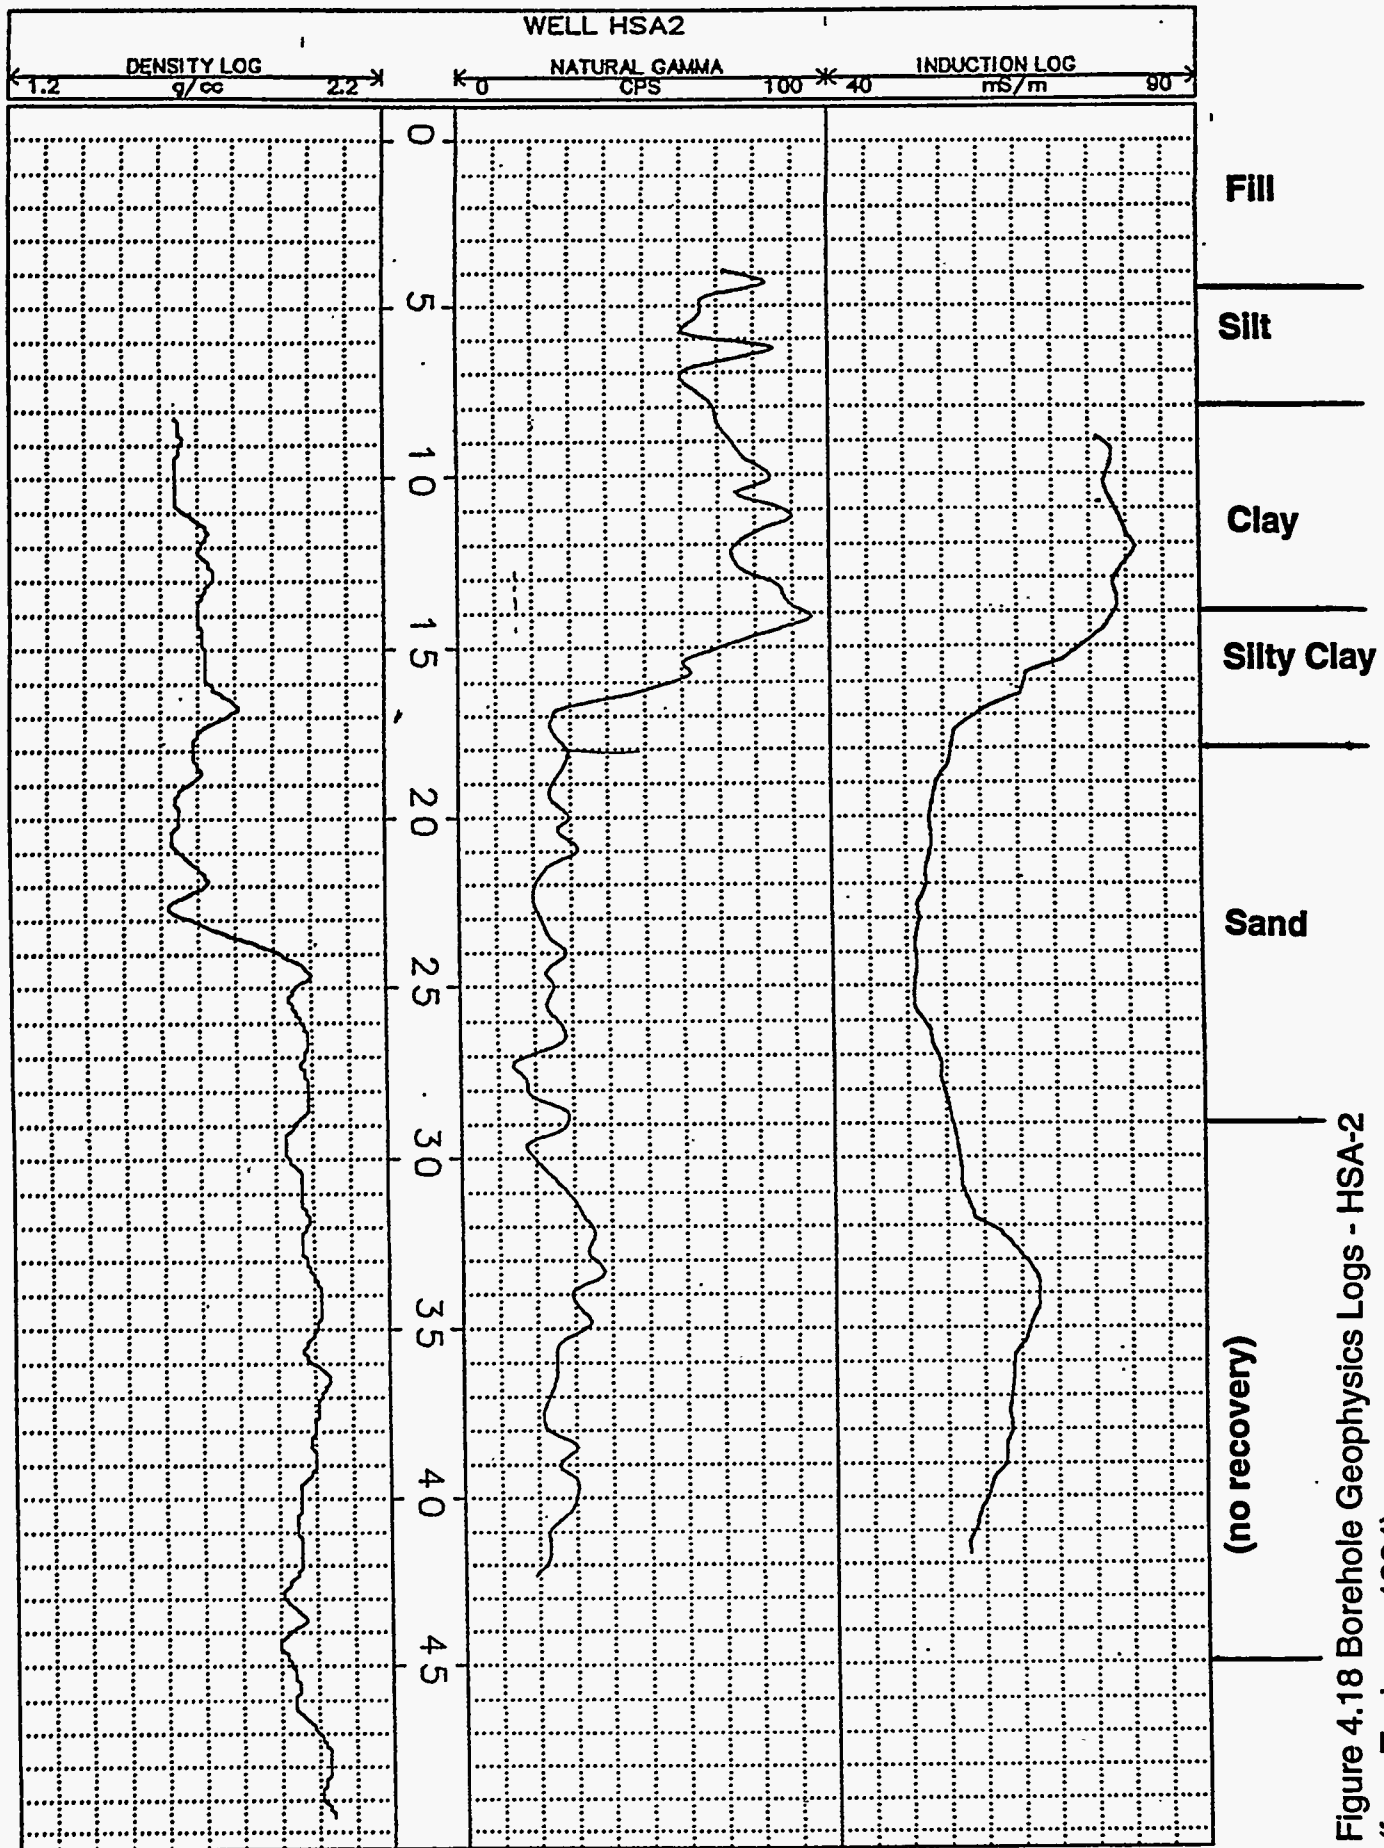 WELL HSA2
DENSITY LOG
NATURAL GAMMA
INDUCTION LOG
1.2 g/cc 2.2
0 CPS 100
40 mS/m 90
0
5
10
15
20
25
30
35
40
45
Fill
Silt
Clay
Silty Clay
Sand
(no recovery)
Figure 4.18 Borehole Geophysics Logs - HSA-2